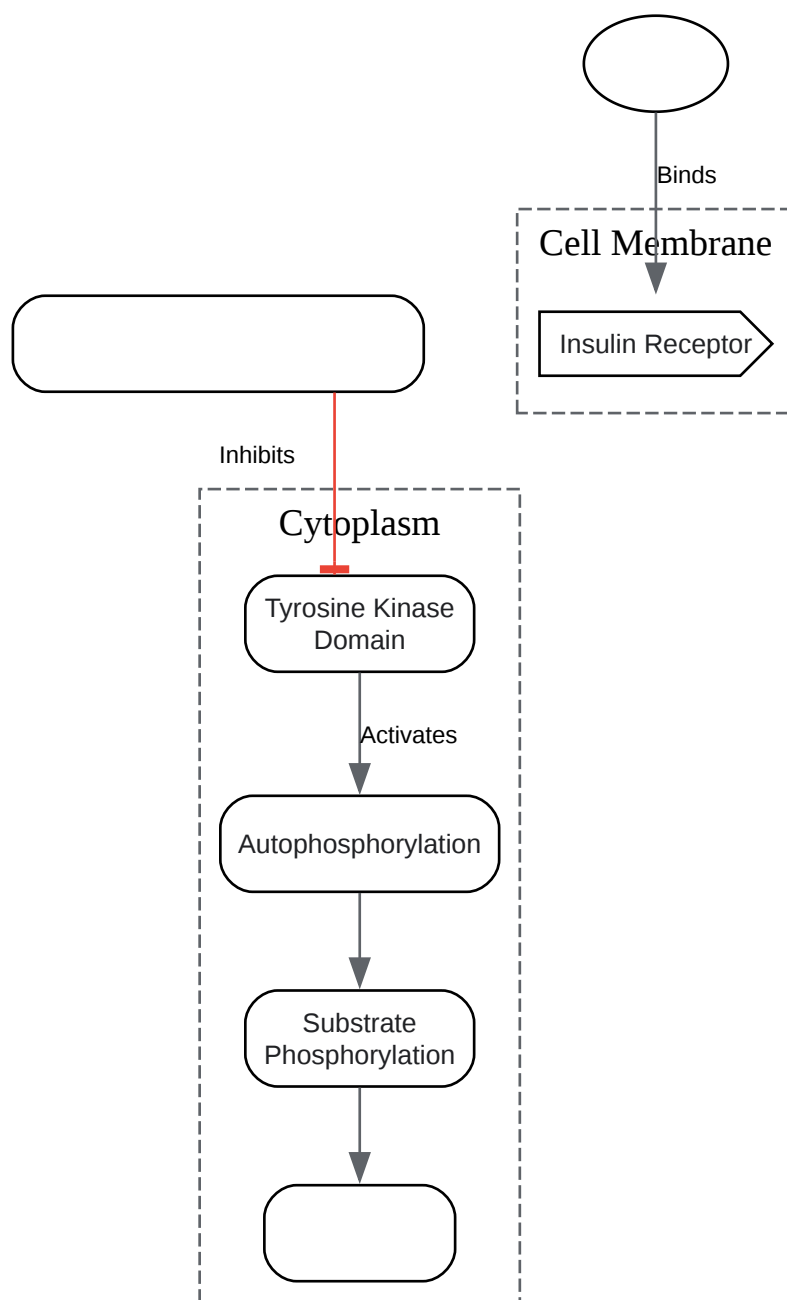 Binds
Cell Membrane
Insulin Receptor
Inhibits
Cytoplasm
Tyrosine Kinase
Domain
Activates
Autophosphorylation
Substrate
Phosphorylation